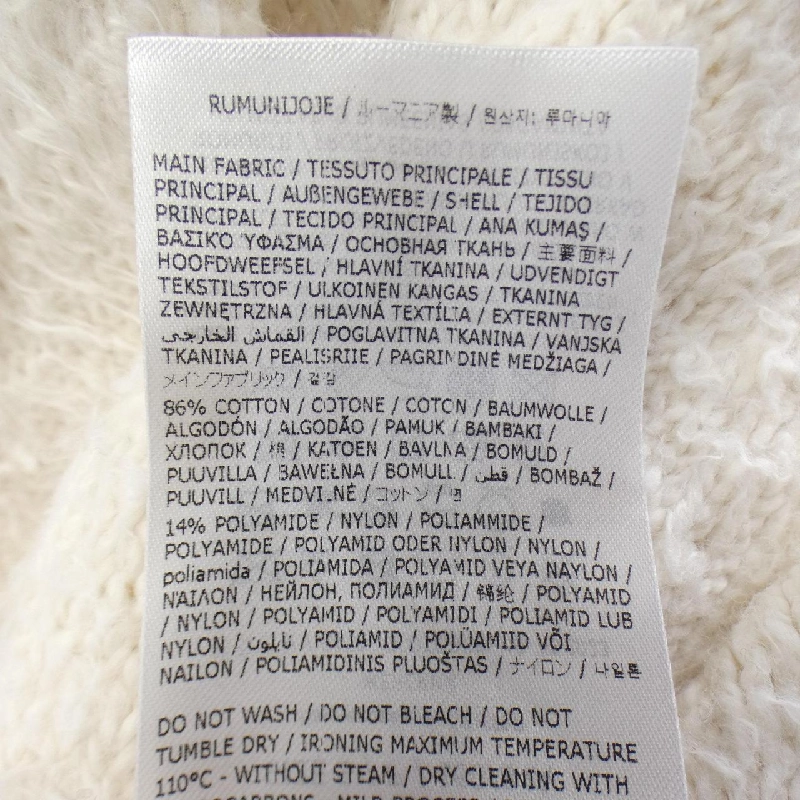 RUMUNIJOJE / ルーマニア製 / 원산지: 루마니아
MAIN FABRIC / TESSUTO PRINCIPALE / TISSU
PRINCIPAL / AUßENGEWEBE / SHELL / TEJIDO
PRINCIPAL / TECIDO PRINCIPAL / ANA KUMAŞ /
ΒΑΣΙΚΌ ΎΦΑΣΜΑ / ОСНОВНАЯ ТКАНЬ / 主要面料 /
HOOFDWEEFSEL / HLAVNÍ TKANINA / UDVENDIGT
TEKSTILSTOF / ULKOINEN KANGAS / TKANINA
ZEWNĘTRZNA / HLAVNÁ TEXTÍLIA / EXTERNT TYG /
القماش الخارجي / POGLAVITNA TKANINA / VANJSKA
TKANINA / PEALISRIIE / PAGRINDINĖ MEDŽIAGA /
メインファブリック / 겉감
86% COTTON / COTONE / COTON / BAUMWOLLE /
ALGODÓN / ALGODÃO / PAMUK / ΒΑΜΒΑΚΙ /
ХЛОПОК / 棉 / KATOEN / BAVLNA / BOMULD /
PUUVILLA / BAWEŁNA / BOMULL / قطن / BOMBAŽ /
PUUVILL / MEDVILNĖ / コットン / 면
14% POLYAMIDE / NYLON / POLIAMMIDE /
POLYAMIDE / POLYAMID ODER NYLON / NYLON /
poliamida / POLIAMIDA / POLYAMID VEYA NAYLON /
ΝΆΙΛΟΝ / НЕЙЛОН, ПОЛИАМИД / 锦纶 / POLYAMID
/ NYLON / POLYAMID / POLYAMIDI / POLIAMID LUB
NYLON / نايلون / POLIAMID / POLÜAMIID VÕI
NAILON / POLIAMIDINIS PLUOŠTAS / ナイロン / 나일론
DO NOT WASH / DO NOT BLEACH / DO NOT
TUMBLE DRY / IRONING MAXIMUM TEMPERATURE
110°C - WITHOUT STEAM / DRY CLEANING WITH